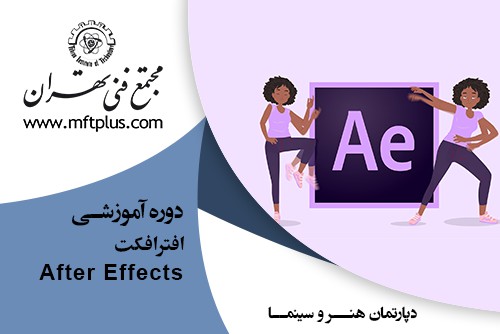 مجتمع فنی تهران
www.mftplus.com
Ae
دوره آموزشی
افترافکت
After Effects
دپارتمان هنر و سینما